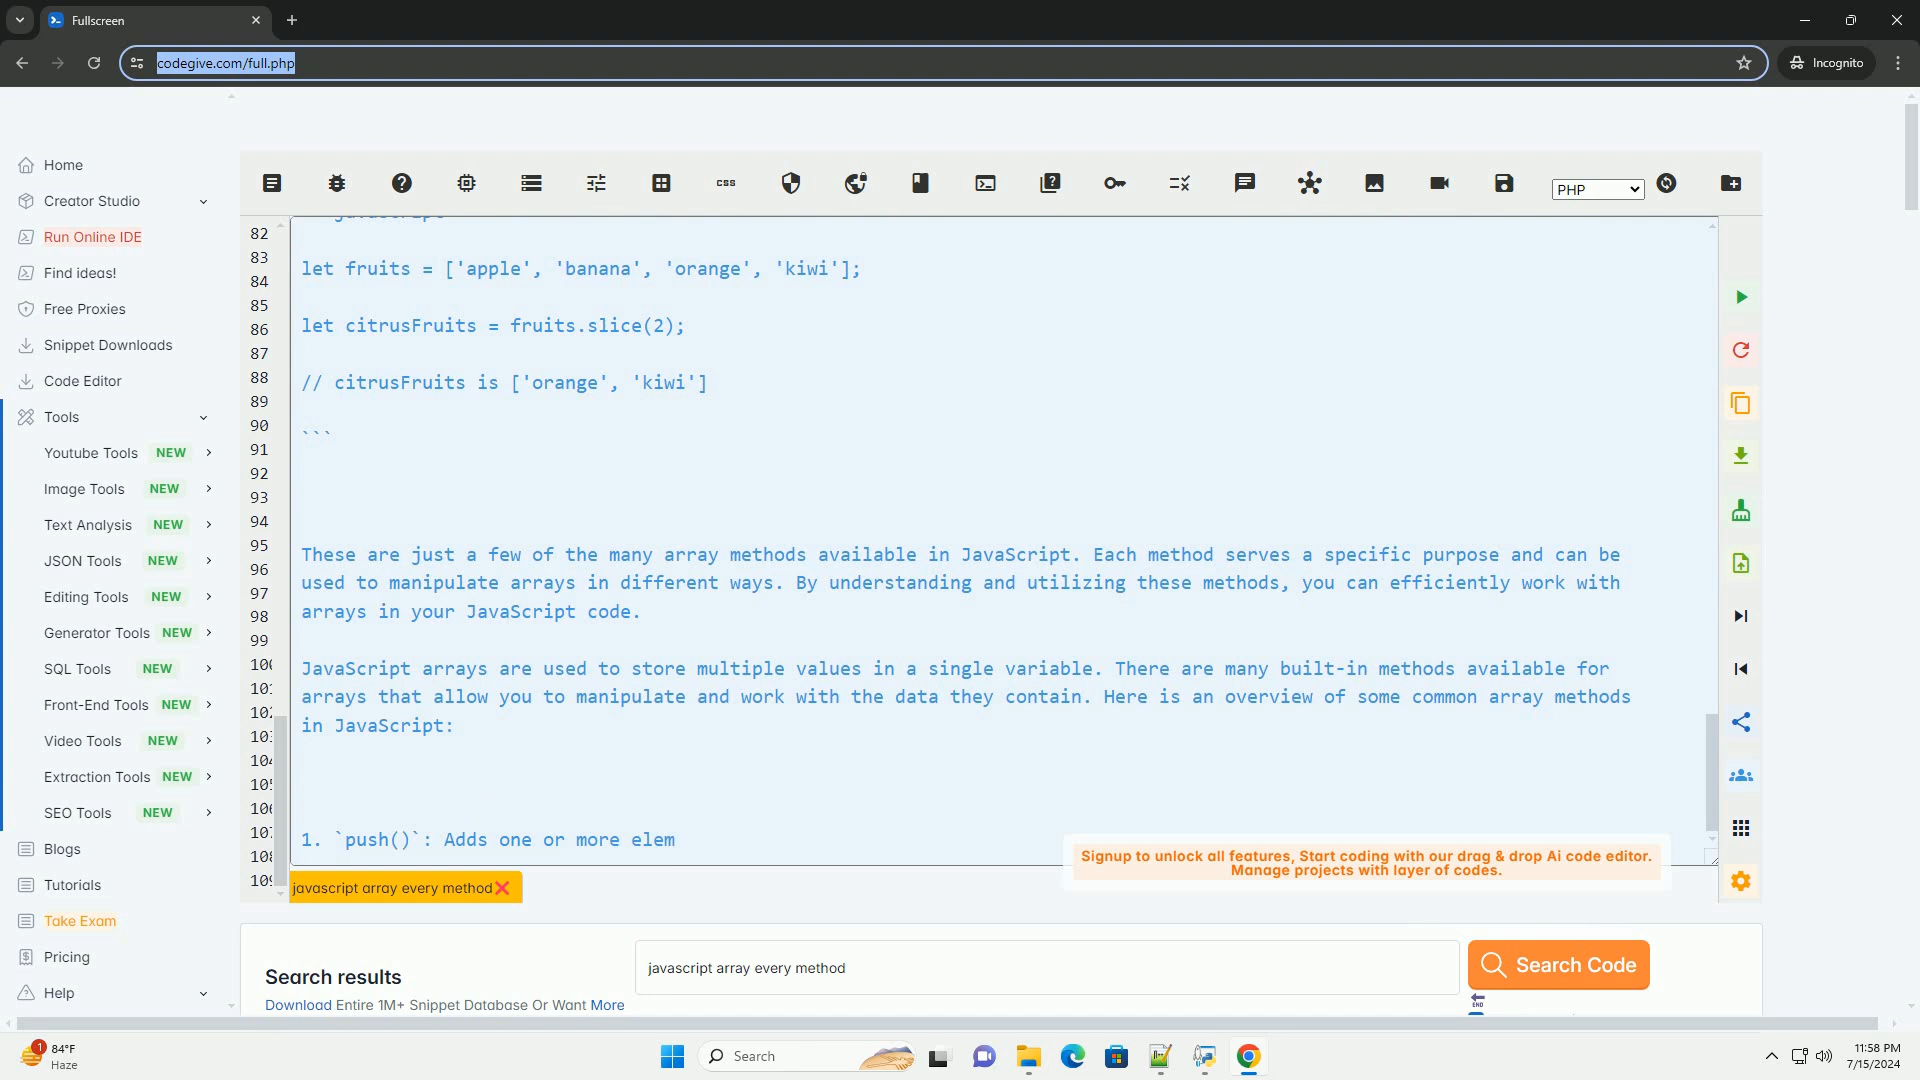 Fullscreen
codegive.com/full.php
Incognito
Home
Creator Studio
Run Online IDE
Find ideas!
Free Proxies
Snippet Downloads
Code Editor
Tools
Youtube Tools NEW
Image Tools NEW
Text Analysis NEW
JSON Tools NEW
Editing Tools NEW
Generator Tools NEW
SQL Tools NEW
Front-End Tools NEW
Video Tools NEW
Extraction Tools NEW
SEO Tools NEW
Blogs
Tutorials
Take Exam
Pricing
Help
css
PHP
82
83
84
85
86
87
88
89
90
91
92
93
94
95
96
97
98
99
let fruits = ['apple', 'banana', 'orange', 'kiwi'];
let citrusFruits = fruits.slice(2);
// citrusFruits is ['orange', 'kiwi']
```
These are just a few of the many array methods available in JavaScript. Each method serves a specific purpose and can be
used to manipulate arrays in different ways. By understanding and utilizing these methods, you can efficiently work with
arrays in your JavaScript code.
JavaScript arrays are used to store multiple values in a single variable. There are many built-in methods available for
arrays that allow you to manipulate and work with the data they contain. Here is an overview of some common array methods
in JavaScript:
1. `push()`: Adds one or more elem
Signup to unlock all features, Start coding with our drag & drop Ai code editor.
Manage projects with layer of codes.
javascript array every method
Search results
Download Entire 1M+ Snippet Database Or Want More
javascript array every method
Search Code
END
1
84°F
Haze
Search
11:58 PM
7/15/2024